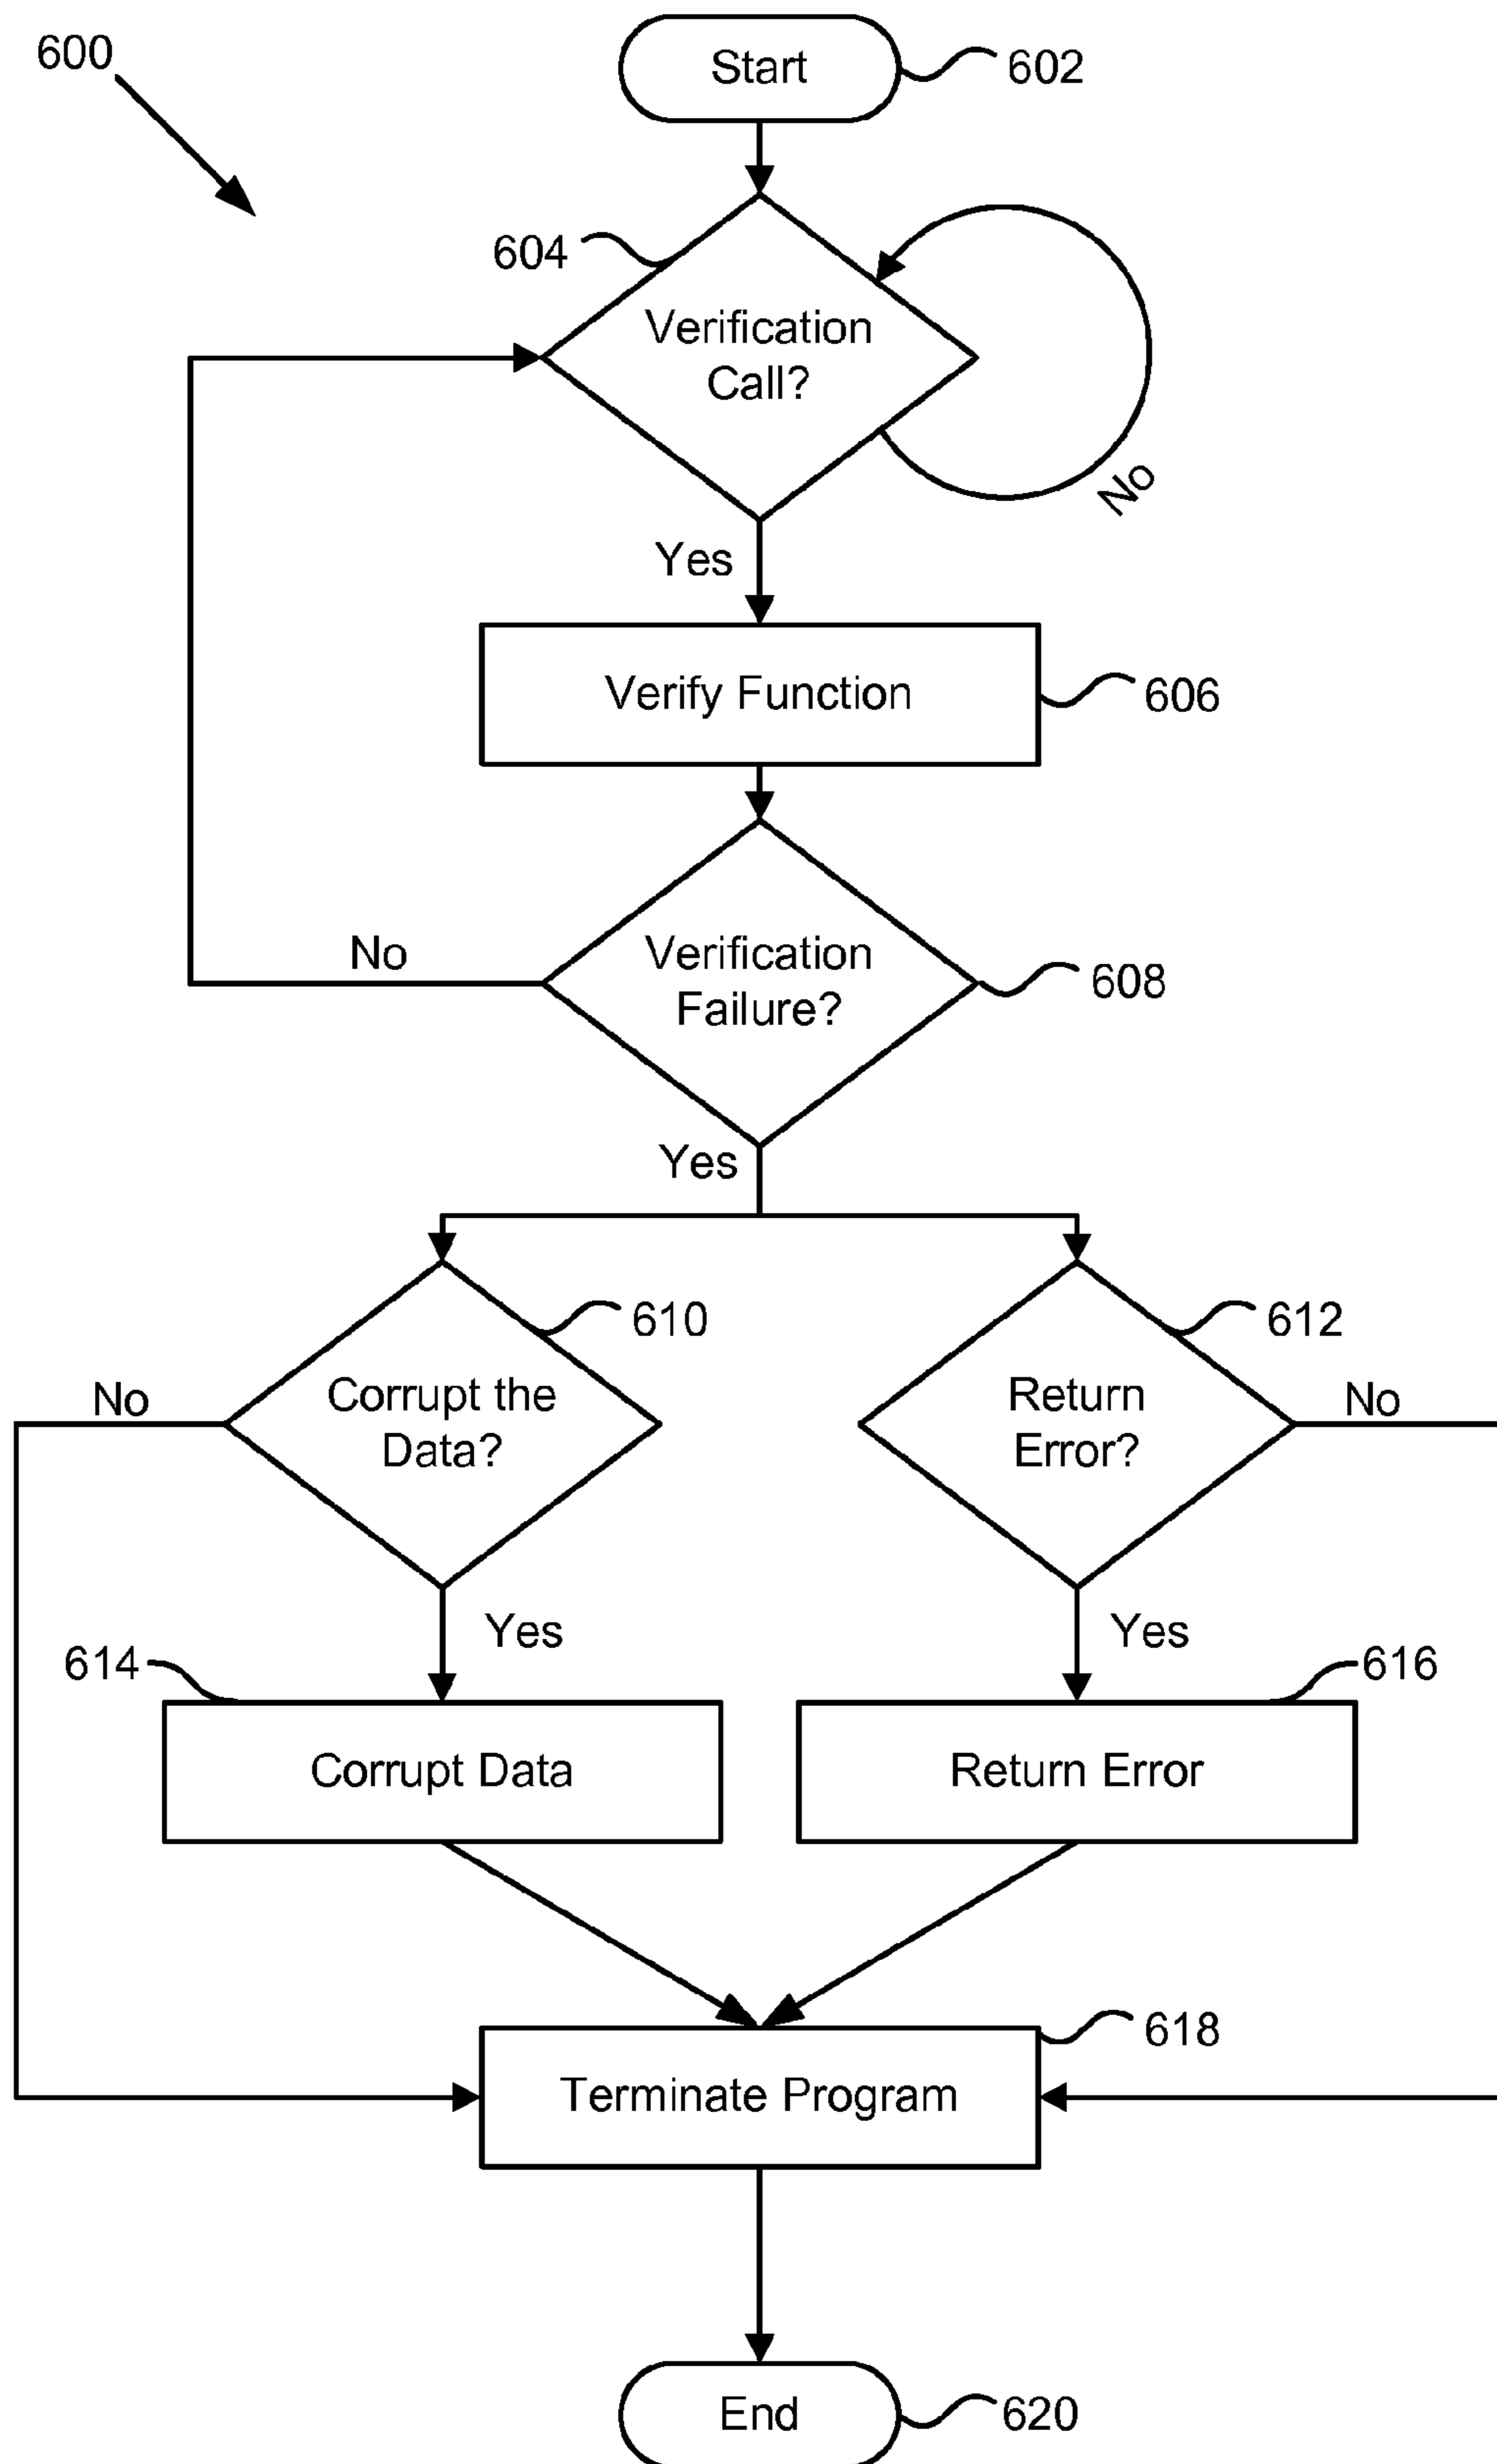 600
Start
602
604
Verification
Call?
No
Yes
Verify Function
606
No
Verification
Failure?
608
Yes
610
612
No
Corrupt the
Data?
Return
Error?
No
Yes
Yes
614
616
Corrupt Data
Return Error
618
Terminate Program
End
620